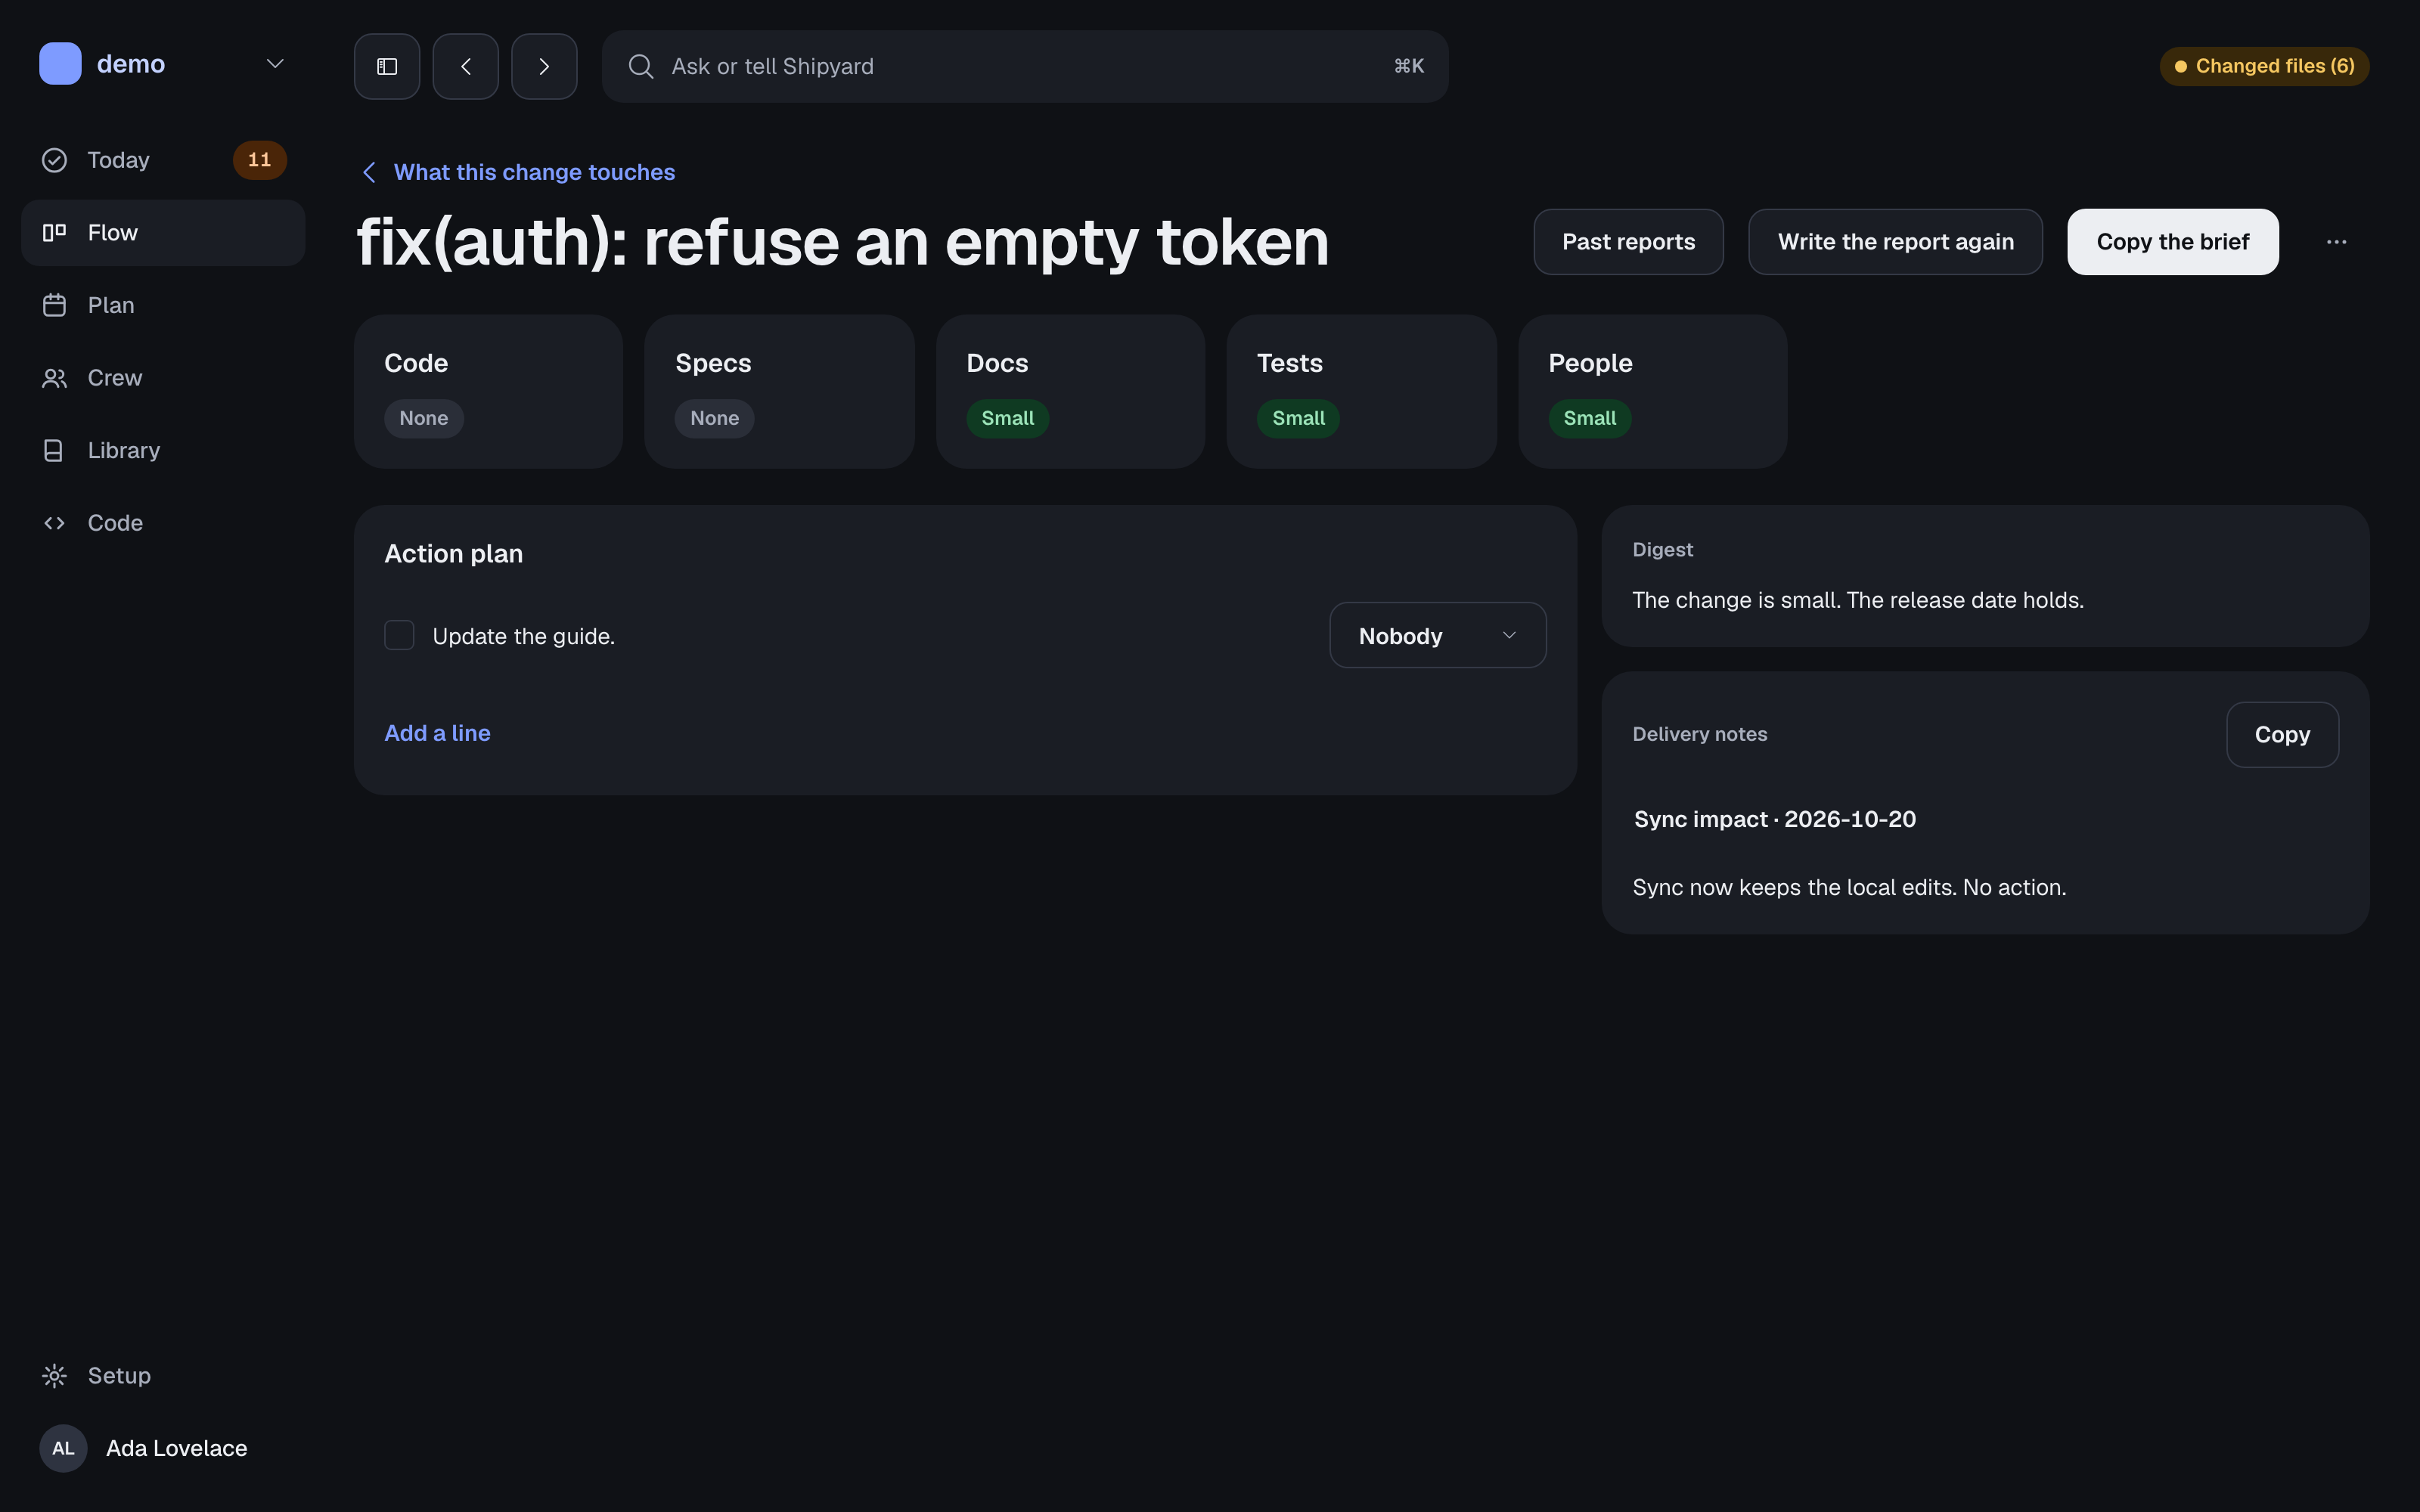 demo
Ask or tell Shipyard
⌘K
Changed files (6)
Today
11
Flow
Plan
Crew
Library
Code
What this change touches
fix(auth): refuse an empty token
Past reports
Write the report again
Copy the brief
Code
None
Specs
None
Docs
Small
Tests
Small
People
Small
Action plan
Update the guide.
Nobody
Add a line
Digest
The change is small. The release date holds.
Delivery notes
Copy
Sync impact · 2026-10-20
Sync now keeps the local edits. No action.
Setup
AL
Ada Lovelace